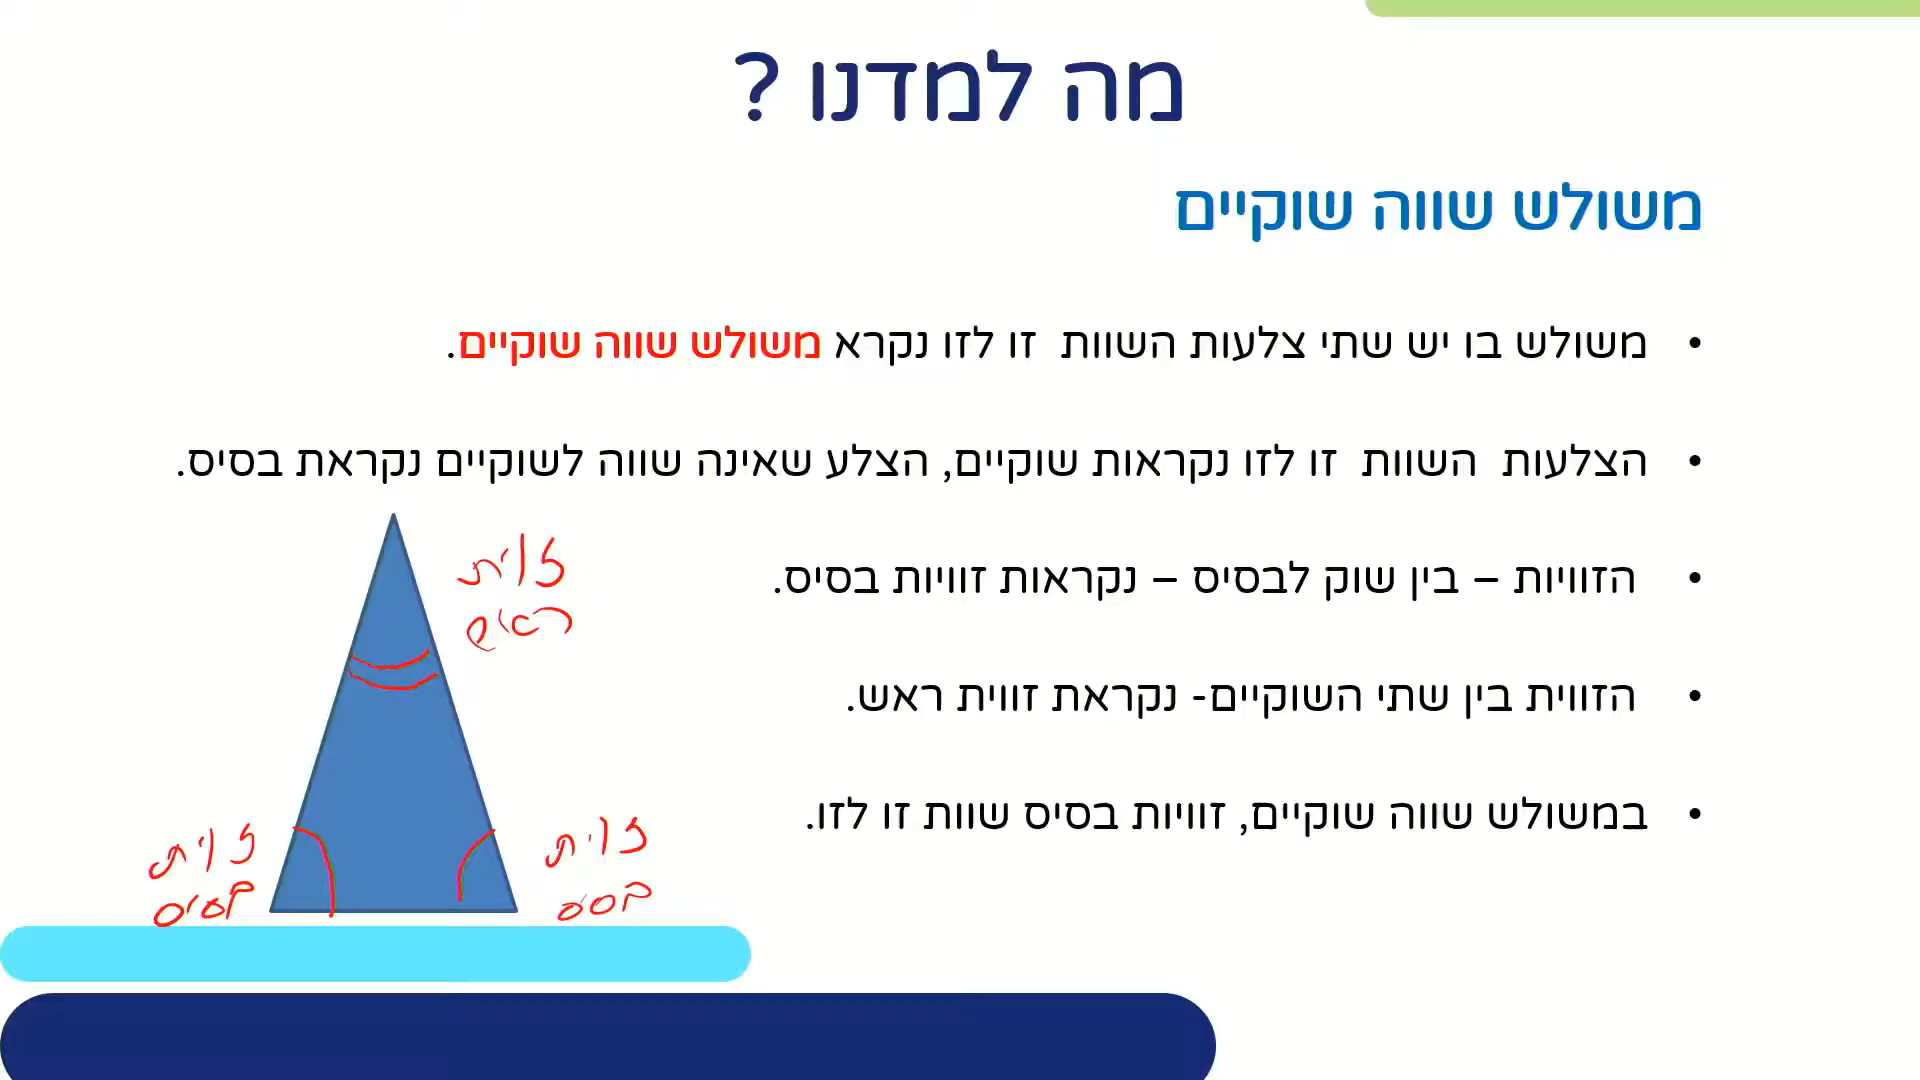 מה למדנו ?
משולש שווה שוקיים
• משולש בו יש שתי צלעות השוות זו לזו נקרא משולש שווה שוקיים.
• הצלעות השוות זו לזו נקראות שוקיים, הצלע שאינה שווה לשוקיים נקראת בסיס.
• הזוויות – בין שוק לבסיס – נקראות זוויות בסיס.
• הזווית בין שתי השוקיים- נקראת זווית ראש.
• במשולש שווה שוקיים, זוויות בסיס שוות זו לזו.
זוית
ראש
זוית
בסיס
זוית
בסיס